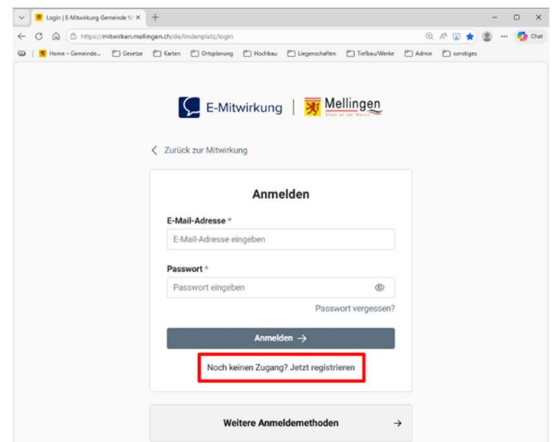 Login | E-Mitwirkung Gemeinde
https://mitwirken.mellingen.ch/de/lindenplatz/login
Chat
Home - Gemeinde... Gesetze Karten Ortsplanung Hochbau Liegenschaften Tiefbau/Werke Admin sonstiges
E-Mitwirkung Mellingen
Zurück zur Mitwirkung
Anmelden
E-Mail-Adresse *
E-Mail-Adresse eingeben
Passwort *
Passwort eingeben
Passwort vergessen?
Anmelden →
Noch keinen Zugang? Jetzt registrieren
Weitere Anmeldemethoden →